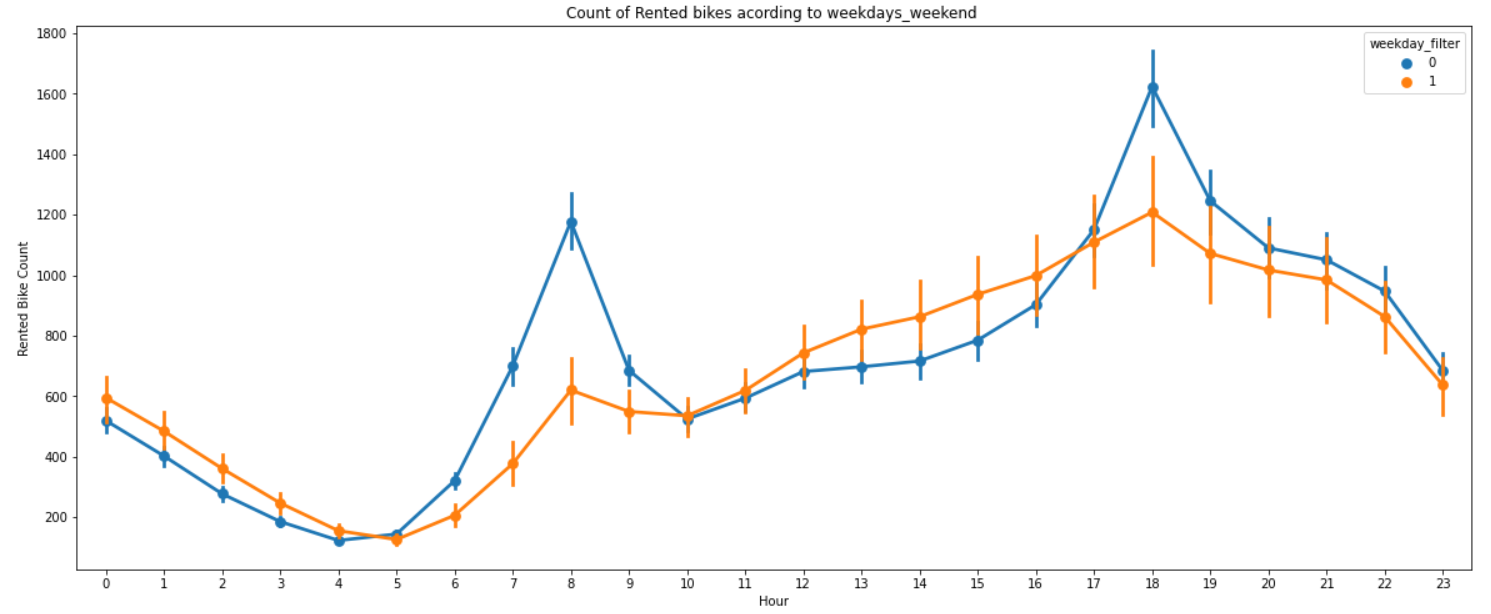 Count of Rented bikes acording to weekdays_weekend
1800
1600
1400
1200
1000
800
600
400
200
Rented Bike Count
weekday_filter
0
1
0 1 2 3 4 5 6 7 8 9 10 11 12 13 14 15 16 17 18 19 20 21 22 23
Hour